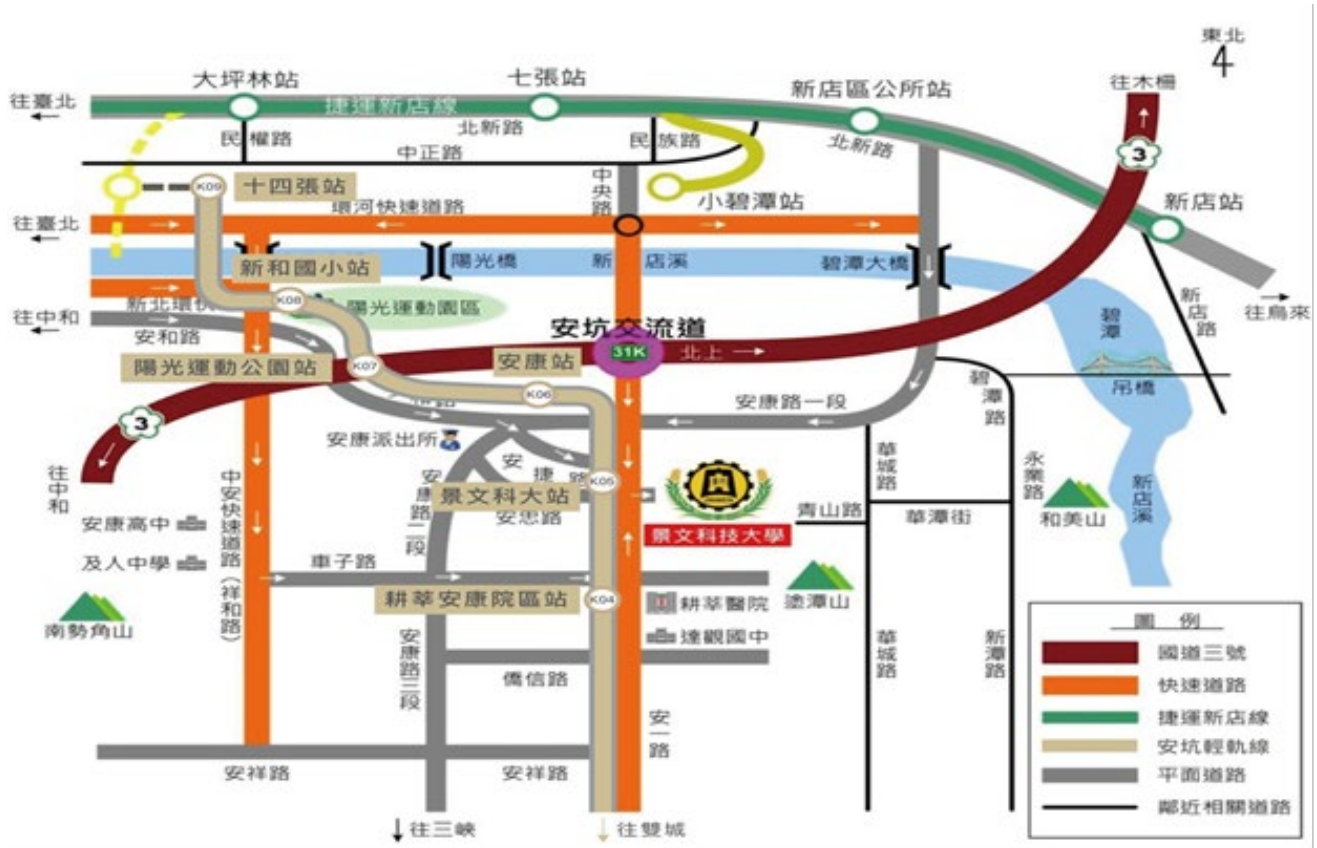 東北
4
往木柵
大坪林站
七張站
新店區公所站
往臺北
捷運新店線
北新路
北新路
民權路
民族路
中正路
3
K09
十四張站
中央路
小碧潭站
新店站
環河快速道路
往臺北
新和國小站
陽光橋
新店溪
碧潭大橋
K08
陽光運動園區
新北環快
往中和
安和路
安坑交流道
碧潭
新店路
往烏來
陽光運動公園站
K07
安康站
31K
北上
吊橋
K06
碧潭路
3
安康路一段
安康派出所
往中和
中安快速道路(祥和路)
安康路二段
安捷路
景文科大站
K05
安忠路
景文科技大學
華城路
青山路
華潭街
永業路
和美山
新店溪
安康高中
及人中學
車子路
南勢角山
耕莘安康院區站
K04
耕莘醫院
塗潭山
達觀國中
安康路三段
僑信路
華城路
新潭路
安一路
安祥路
安祥路
往三峽
往雙城
圖例
國道三號
快速道路
捷運新店線
安坑輕軌線
平面道路
鄰近相關道路